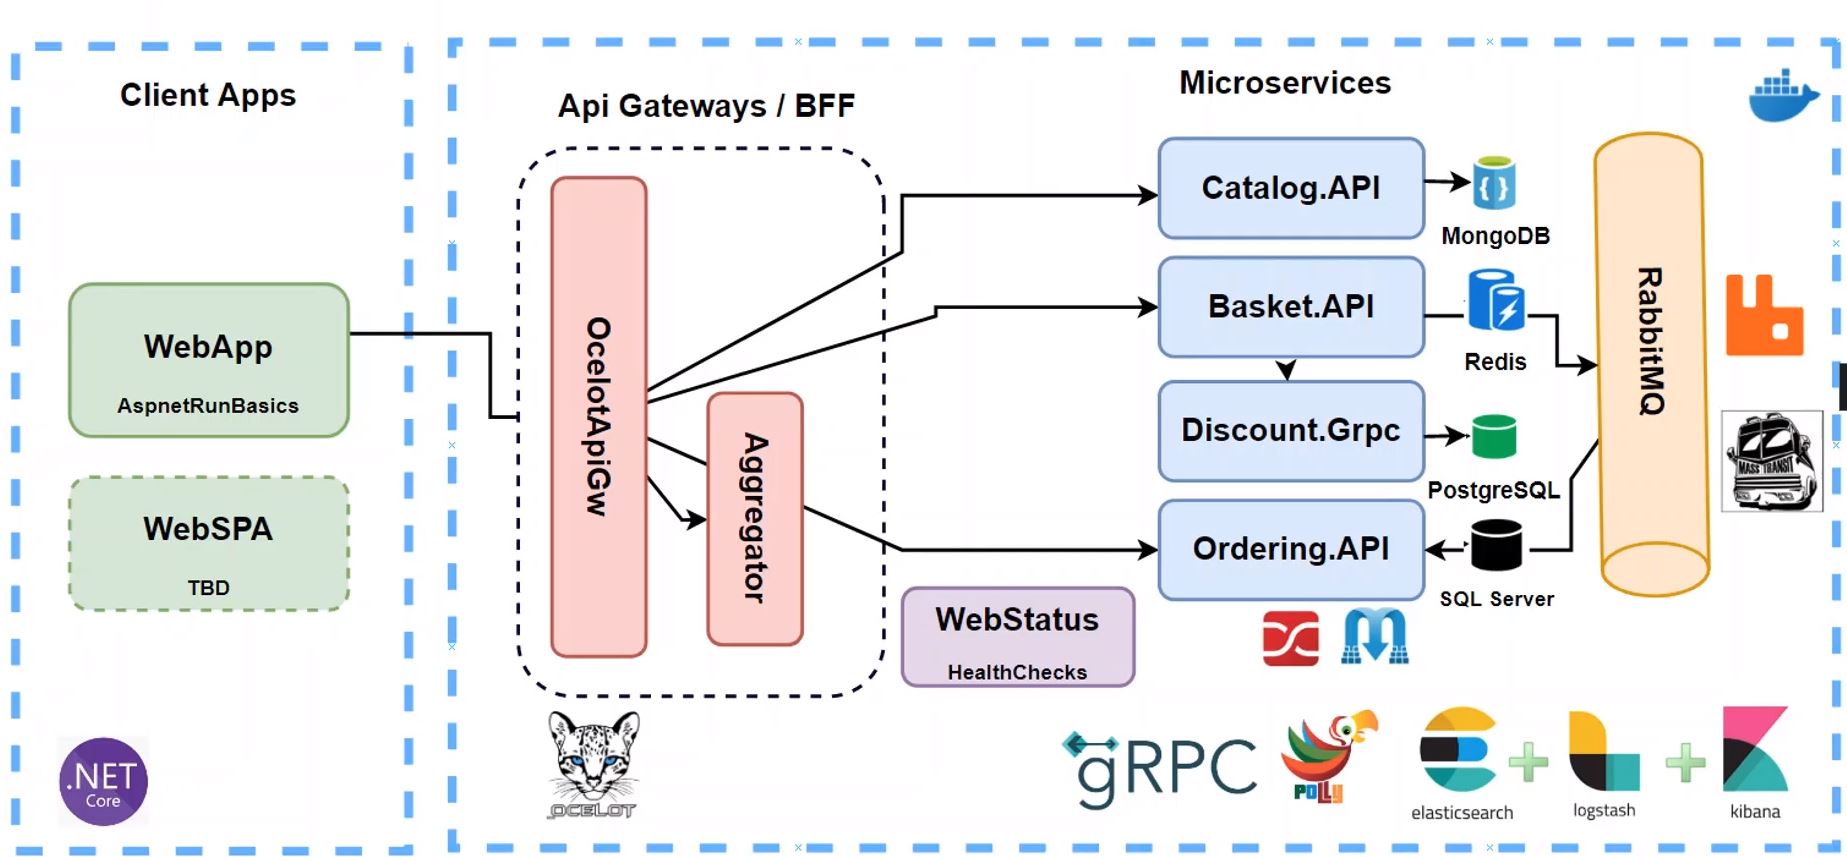 Client Apps
WebApp
AspnetRunBasics
WebSPA
TBD
.NET
Core
Api Gateways / BFF
OcelotApiGw
Aggregator
OCELOT
Microservices
Catalog.API
MongoDB
Basket.API
Redis
Discount.Grpc
PostgreSQL
Ordering.API
SQL Server
RabbitMQ
MASS TRANSIT
WebStatus
HealthChecks
gRPC
POLLY
elasticsearch
logstash
kibana